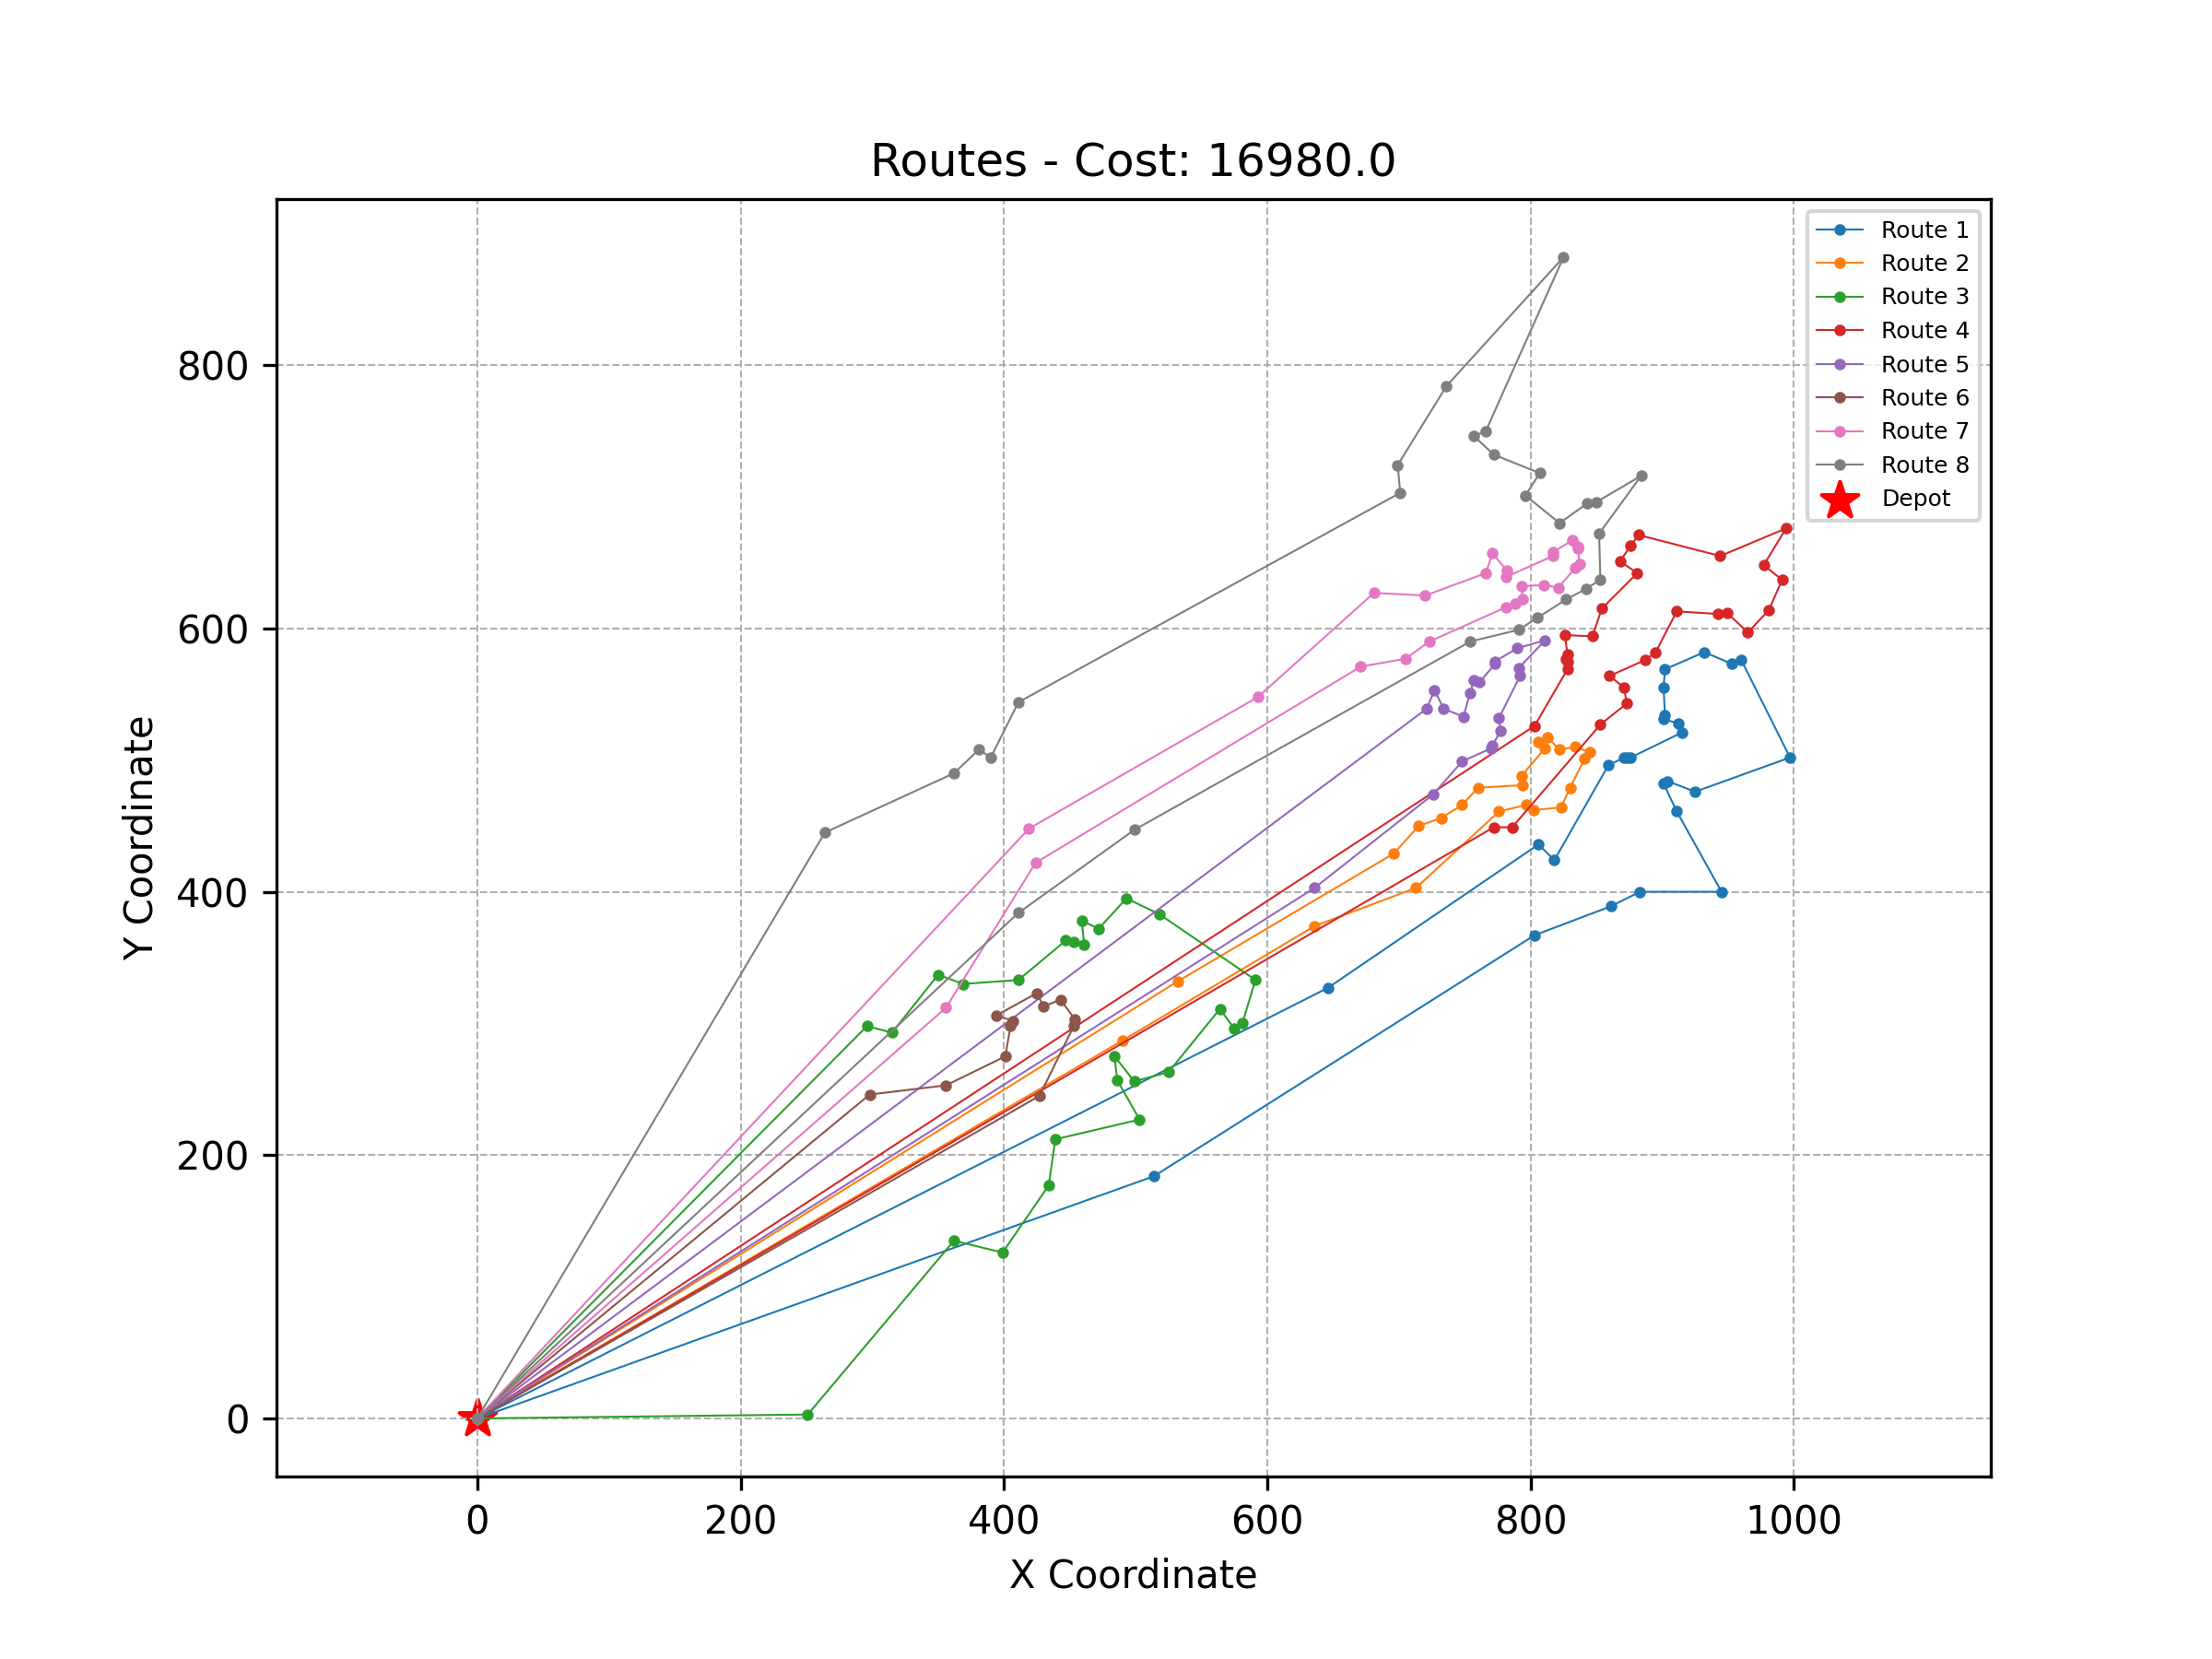 Routes - Cost: 16980.0
Route 1
Route 2
Route 3
Route 4
Route 5
Route 6
Route 7
Route 8
Depot
800
600
400
200
0
Y Coordinate
0 200 400 600 800 1000
X Coordinate